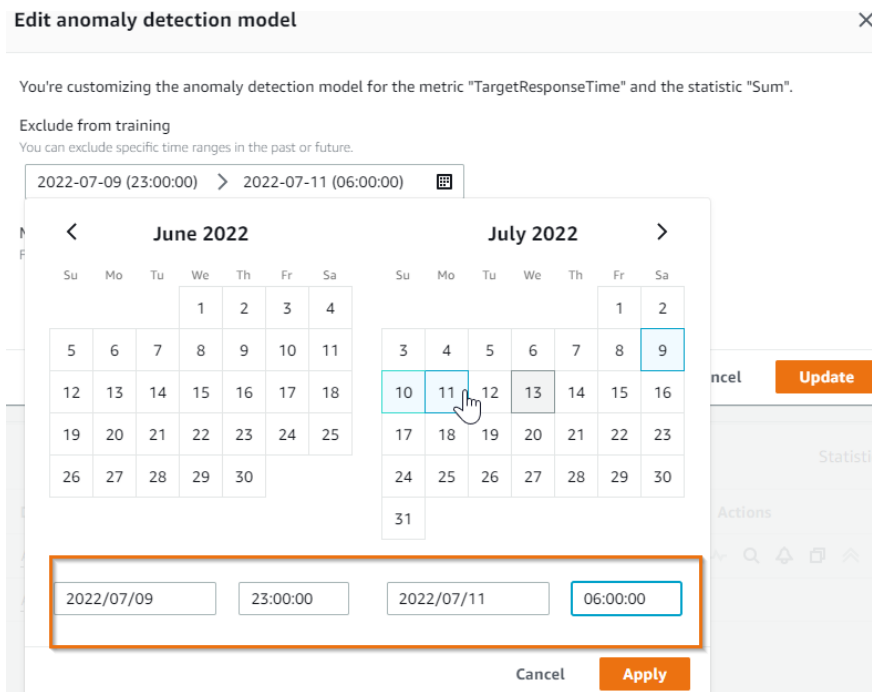 Edit anomaly detection model
You're customizing the anomaly detection model for the metric "TargetResponseTime" and the statistic "Sum".
Exclude from training
You can exclude specific time ranges in the past or future.
2022-07-09 (23:00:00) > 2022-07-11 (06:00:00)
June 2022
Su Mo Tu We Th Fr Sa
1 2 3 4
5 6 7 8 9 10 11
12 13 14 15 16 17 18
19 20 21 22 23 24 25
26 27 28 29 30
July 2022
Su Mo Tu We Th Fr Sa
1 2
3 4 5 6 7 8 9
10 11 12 13 14 15 16
17 18 19 20 21 22 23
24 25 26 27 28 29 30
31
2022/07/09 23:00:00 2022/07/11 06:00:00
Cancel Apply
ncel Update
Statisti
Actions